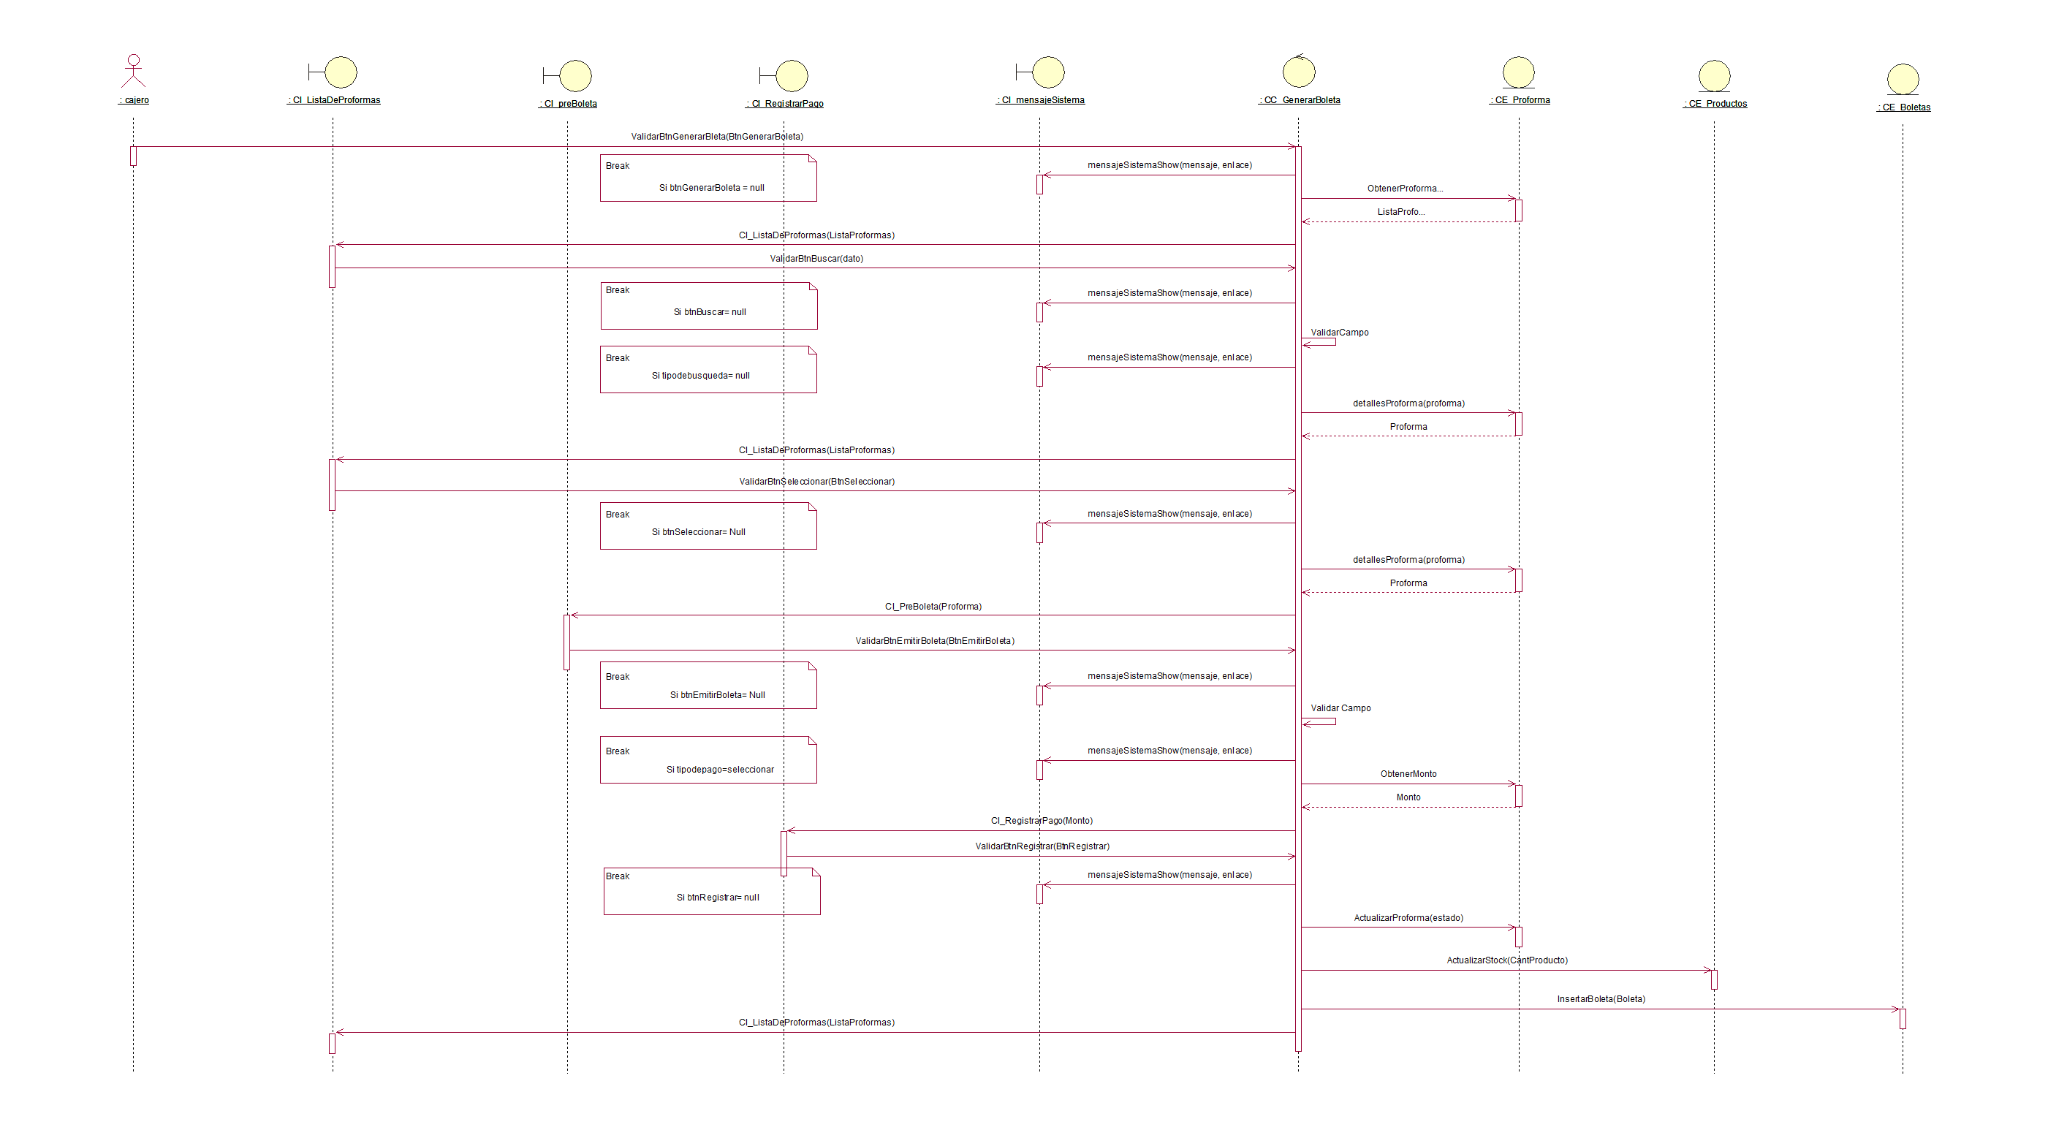 : cajero
: CI_ListaDeProformas
: CI_preBoleta
: CI_RegistrarPago
: CI_mensajeSistema
: CC_GenerarBoleta
: CE_Proforma
: CE_Productos
: CE_Boletas
ValidarBtnGenerarBleta(BtnGenerarBoleta)
Break
Si btnGenerarBoleta = null
mensajeSistemaShow(mensaje, enlace)
ObtenerProforma...
ListaProfo...
CI_ListaDeProformas(ListaProformas)
ValidarBtnBuscar(dato)
Break
Si btnBuscar= null
mensajeSistemaShow(mensaje, enlace)
ValidarCampo
Break
Si tipodebusqueda= null
mensajeSistemaShow(mensaje, enlace)
detallesProforma(proforma)
Proforma
CI_ListaDeProformas(ListaProformas)
ValidarBtnSeleccionar(BtnSeleccionar)
Break
Si btnSeleccionar= Null
mensajeSistemaShow(mensaje, enlace)
detallesProforma(proforma)
Proforma
CI_PreBoleta(Proforma)
ValidarBtnEmitirBoleta(BtnEmitirBoleta)
Break
Si btnEmitirBoleta= Null
mensajeSistemaShow(mensaje, enlace)
Validar Campo
Break
Si tipodepago=seleccionar
mensajeSistemaShow(mensaje, enlace)
ObtenerMonto
Monto
CI_RegistrarPago(Monto)
ValidarBtnRegistrar(BtnRegistrar)
Break
Si btnRegistrar= null
mensajeSistemaShow(mensaje, enlace)
ActualizarProforma(estado)
ActualizarStock(CantProducto)
InsertarBoleta(Boleta)
CI_ListaDeProformas(ListaProformas)